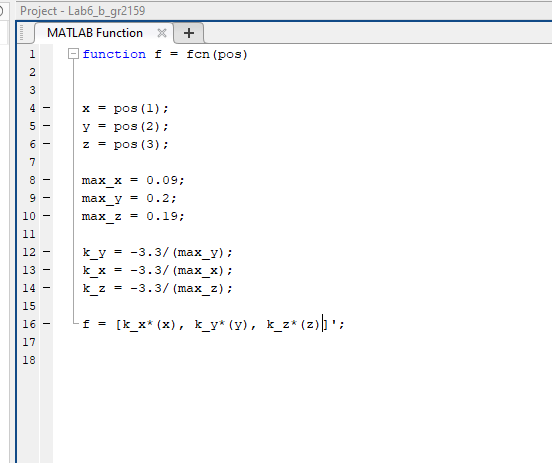 Project - Lab6_b_gr2159
MATLAB Function × +
1 function f = fcn(pos)
2
3
4 x = pos(1);
5 y = pos(2);
6 z = pos(3);
7
8 max_x = 0.09;
9 max_y = 0.2;
10 max_z = 0.19;
11
12 k_y = -3.3/(max_y);
13 k_x = -3.3/(max_x);
14 k_z = -3.3/(max_z);
15
16 f = [k_x*(x), k_y*(y), k_z*(z)]';
17
18